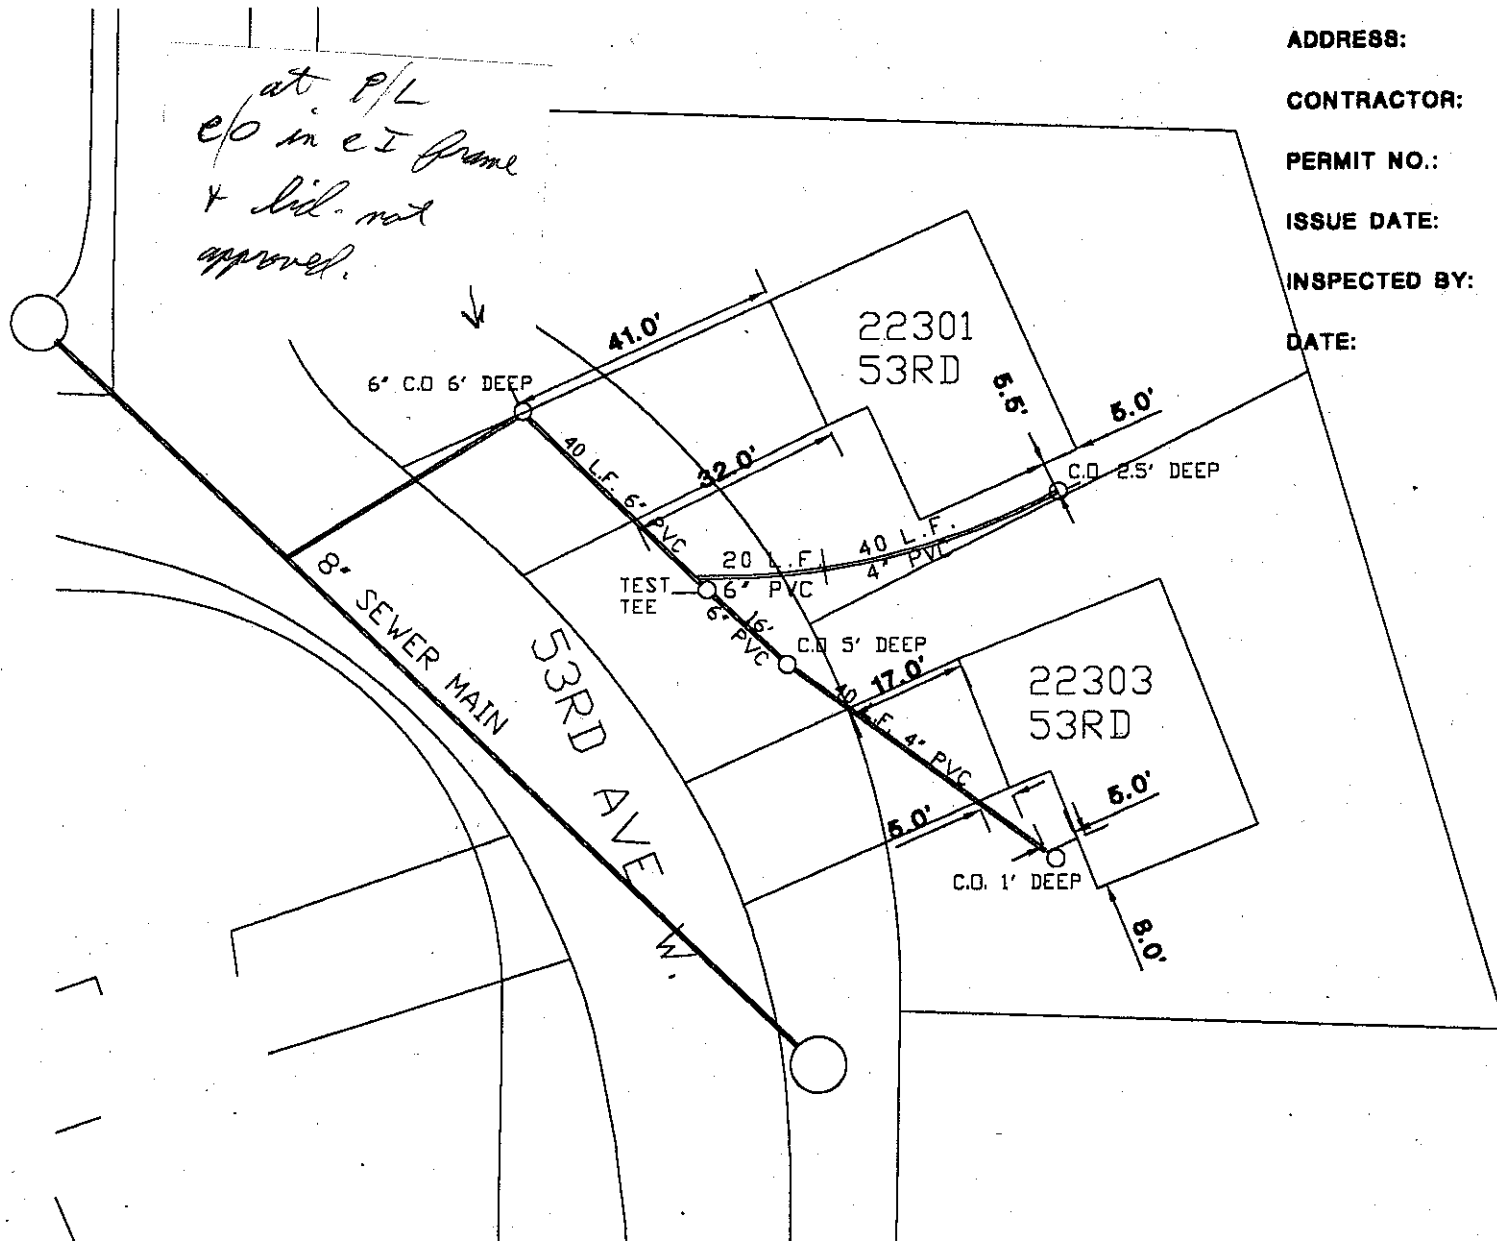 at P/L
c/o in CI frame
& lid. not
approved.
ADDRESS:
CONTRACTOR:
PERMIT NO.:
ISSUE DATE:
INSPECTED BY:
DATE:
41.0'
22301
53RD
6" C.O 6' DEEP
5.5'
5.0'
32.0'
40 L.F. 6" PVC
C.O 2.5' DEEP
20 L.F.
6" PVC
40 L.F.
4" PVC
TEST
TEE
16'
6" PVC
C.O 5' DEEP
8" SEWER MAIN
53RD AVE W.
17.0'
22303
53RD
40 L.F. 4" PVC
5.0'
5.0'
C.O. 1' DEEP
8.0'